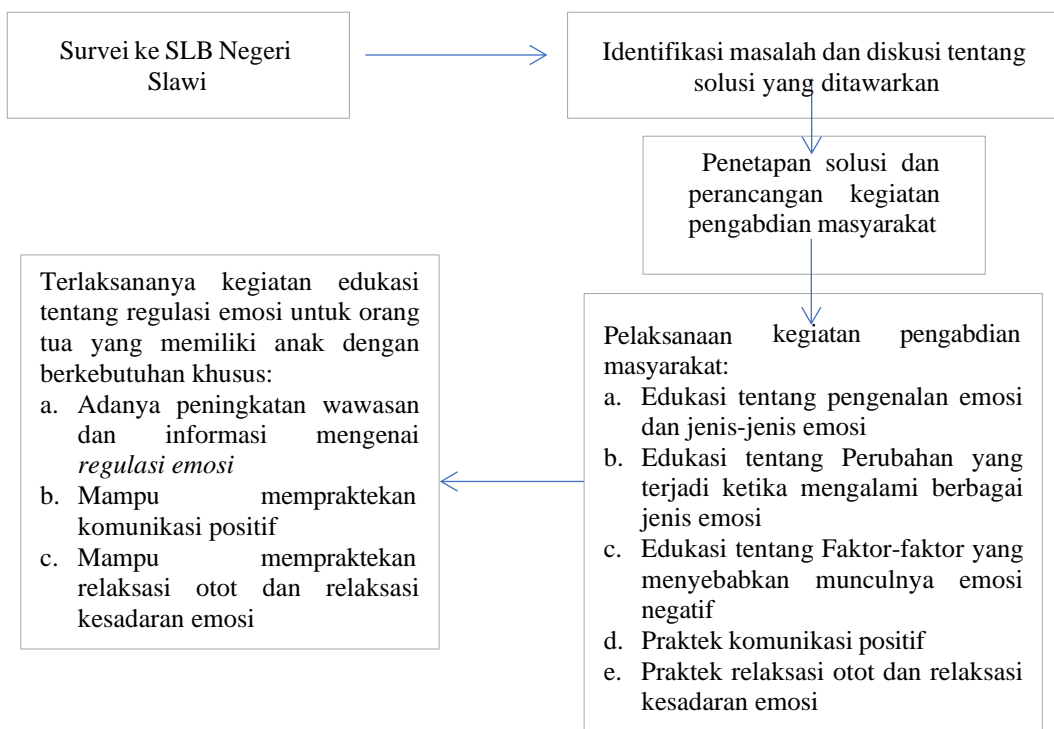 Survei ke SLB Negeri
Slawi
Identifikasi masalah dan diskusi tentang
solusi yang ditawarkan
Penetapan solusi dan
perancangan kegiatan
pengabdian masyarakat
Pelaksanaan kegiatan pengabdian
masyarakat:
a. Edukasi tentang pengenalan emosi
dan jenis-jenis emosi
b. Edukasi tentang Perubahan yang
terjadi ketika mengalami berbagai
jenis emosi
c. Edukasi tentang Faktor-faktor yang
menyebabkan munculnya emosi
negatif
d. Praktek komunikasi positif
e. Praktek relaksasi otot dan relaksasi
kesadaran emosi
Terlaksananya kegiatan edukasi
tentang regulasi emosi untuk orang
tua yang memiliki anak dengan
berkebutuhan khusus:
a. Adanya peningkatan wawasan
dan informasi mengenai
regulasi emosi
b. Mampu mempraktekan
komunikasi positif
c. Mampu mempraktekan
relaksasi otot dan relaksasi
kesadaran emosi